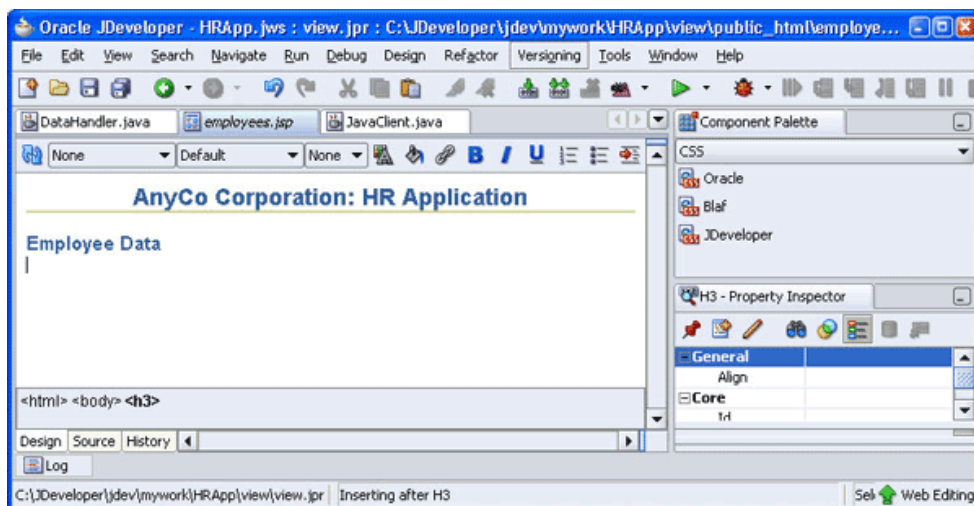 Oracle JDeveloper - HRApp.jws : view.jpr : C:\JDeveloper\jdev\mywork\HRApp\view\public_html\employe...
File Edit View Search Navigate Run Debug Design Refactor Versioning Tools Window Help
DataHandler.java employees.jsp JavaClient.java
Component Palette
None Default None B I U
CSS
Oracle
Blaf
JDeveloper
AnyCo Corporation: HR Application
Employee Data
H3 - Property Inspector
General
Align
Core
Id
<html> <body> <h3>
Design Source History
Log
C:\JDeveloper\jdev\mywork\HRApp\view\view.jpr Inserting after H3 Web Editing